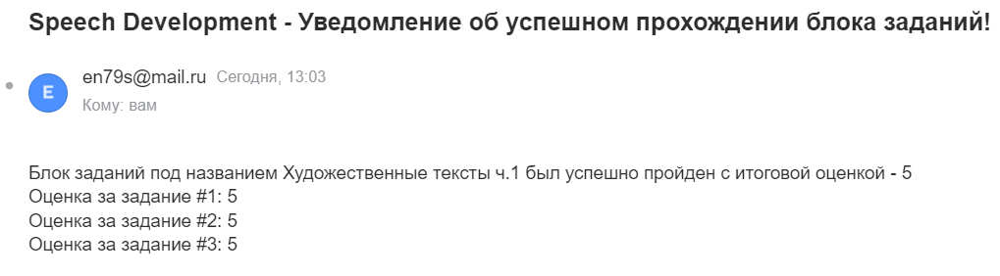 Speech Development - Уведомление об успешном прохождении блока заданий!
en79s@mail.ru Сегодня, 13:03
E
Кому: вам
Блок заданий под названием Художественные тексты ч.1 был успешно пройден с итоговой оценкой - 5
Оценка за задание #1: 5
Оценка за задание #2: 5
Оценка за задание #3: 5